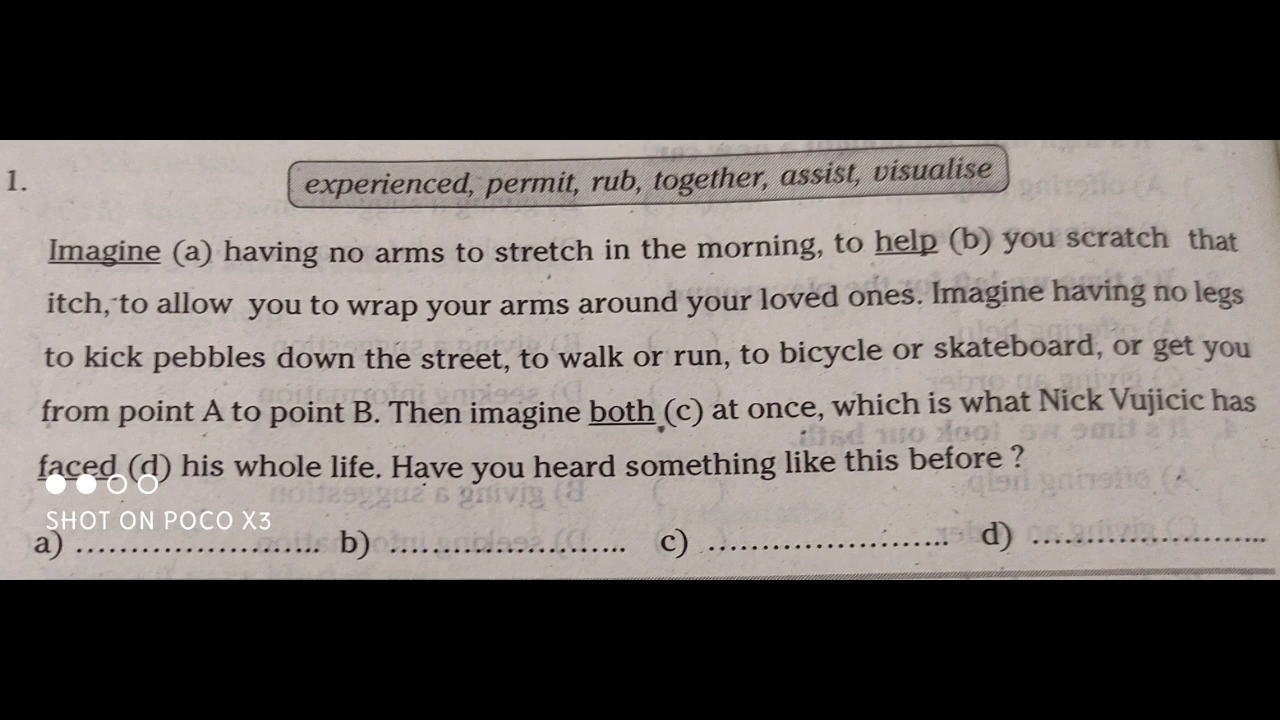 1.
experienced, permit, rub, together, assist, visualise
Imagine (a) having no arms to stretch in the morning, to help (b) you scratch that
itch, to allow you to wrap your arms around your loved ones. Imagine having no legs
to kick pebbles down the street, to walk or run, to bicycle or skateboard, or get you
from point A to point B. Then imagine both (c) at once, which is what Nick Vujicic has
faced (d) his whole life. Have you heard something like this before ?
SHOT ON POCO X3
a) ........................ b) ........................ c) ........................ d) ........................